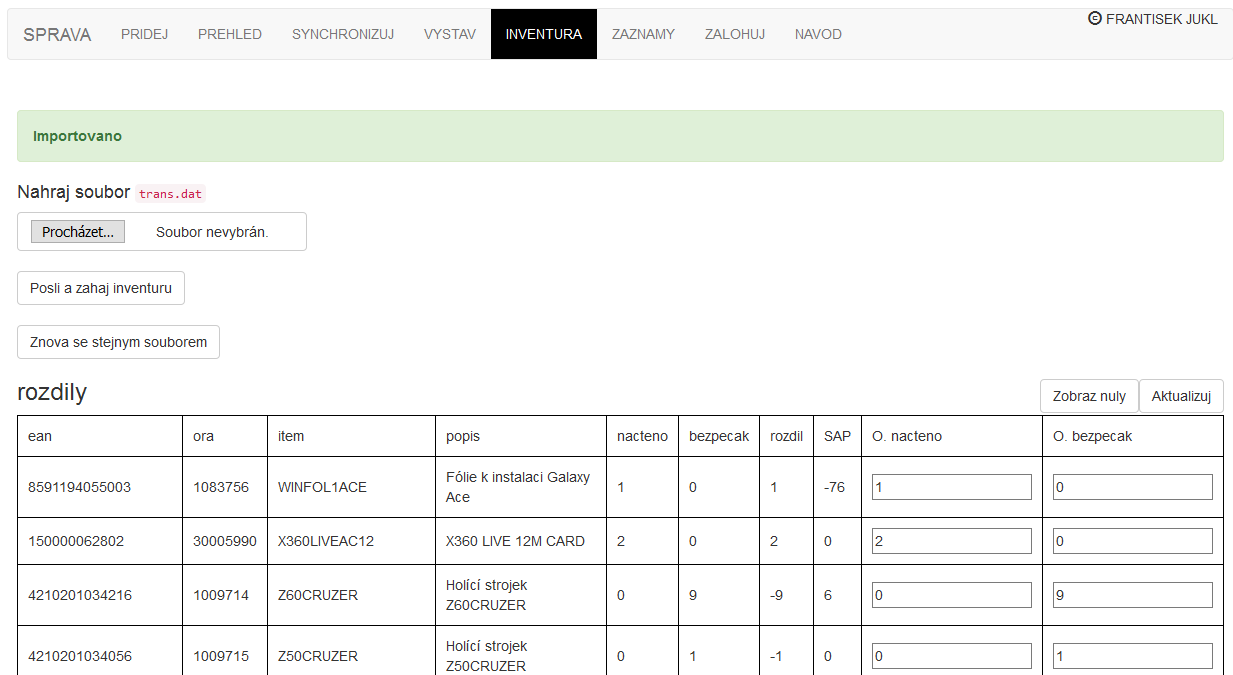 SPRAVA PRIDEJ PREHLED SYNCHRONIZUJ VYSTAV INVENTURA ZAZNAMY ZALOHUJ NAVOD © FRANTISEK JUKL
Importovano
Nahraj soubor trans.dat
Procházet... Soubor nevybrán.
Posli a zahaj inventuru
Znova se stejnym souborem
rozdily Zobraz nuly Aktualizuj
ean ora item popis nacteno bezpecak rozdil SAP O. nacteno O. bezpecak
8591194055003 1083756 WINFOL1ACE Fólie k instalaci Galaxy Ace 1 0 1 -76 1 0
150000062802 30005990 X360LIVEAC12 X360 LIVE 12M CARD 2 0 2 0 2 0
4210201034216 1009714 Z60CRUZER Holící strojek Z60CRUZER 0 9 -9 6 0 9
4210201034056 1009715 Z50CRUZER Holící strojek Z50CRUZER 0 1 -1 0 0 1